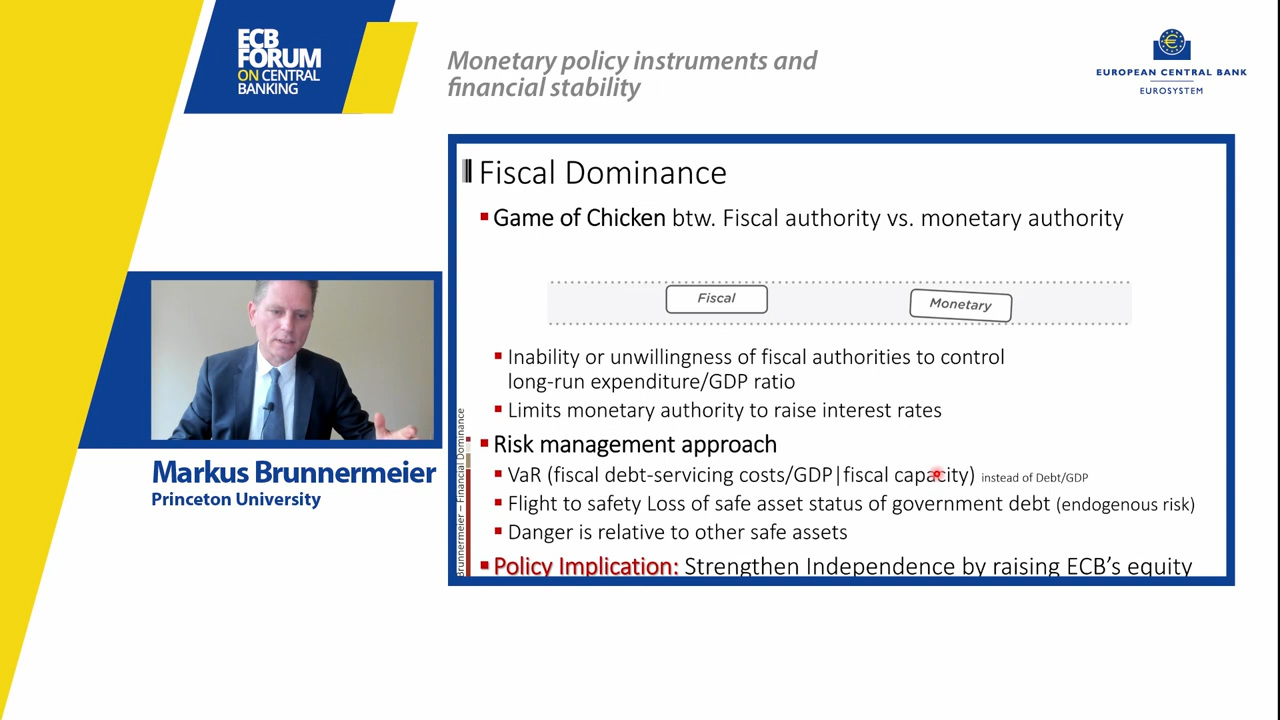 ECB
FORUM
ON CENTRAL
BANKING
Monetary policy instruments and
financial stability
EUROPEAN CENTRAL BANK
EUROSYSTEM
Fiscal Dominance
Game of Chicken btw. Fiscal authority vs. monetary authority
Fiscal
Monetary
Inability or unwillingness of fiscal authorities to control
long-run expenditure/GDP ratio
Limits monetary authority to raise interest rates
Risk management approach
VaR (fiscal debt-servicing costs/GDP|fiscal capacity) instead of Debt/GDP
Flight to safety Loss of safe asset status of government debt (endogenous risk)
Danger is relative to other safe assets
Policy Implication: Strengthen Independence by raising ECB's equity
Brunnermeier – Financial Dominance
Markus Brunnermeier
Princeton University